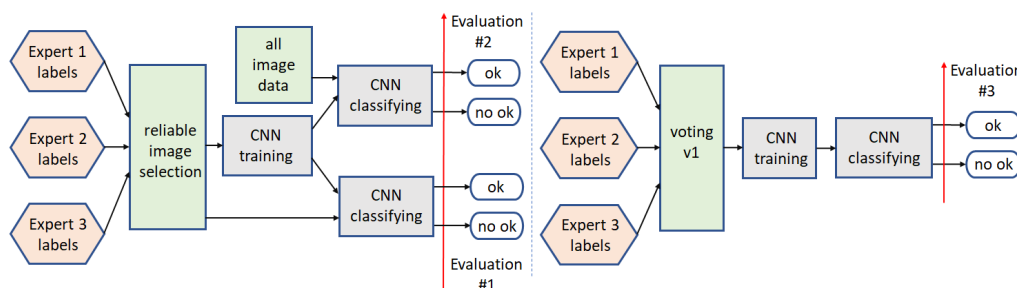 Expert 1
labels
Expert 2
labels
Expert 3
labels
reliable
image
selection
all
image
data
CNN
training
CNN
classifying
CNN
classifying
Evaluation
#2
ok
no ok
ok
no ok
Evaluation
#1
Expert 1
labels
Expert 2
labels
Expert 3
labels
voting
v1
CNN
training
CNN
classifying
Evaluation
#3
ok
no ok